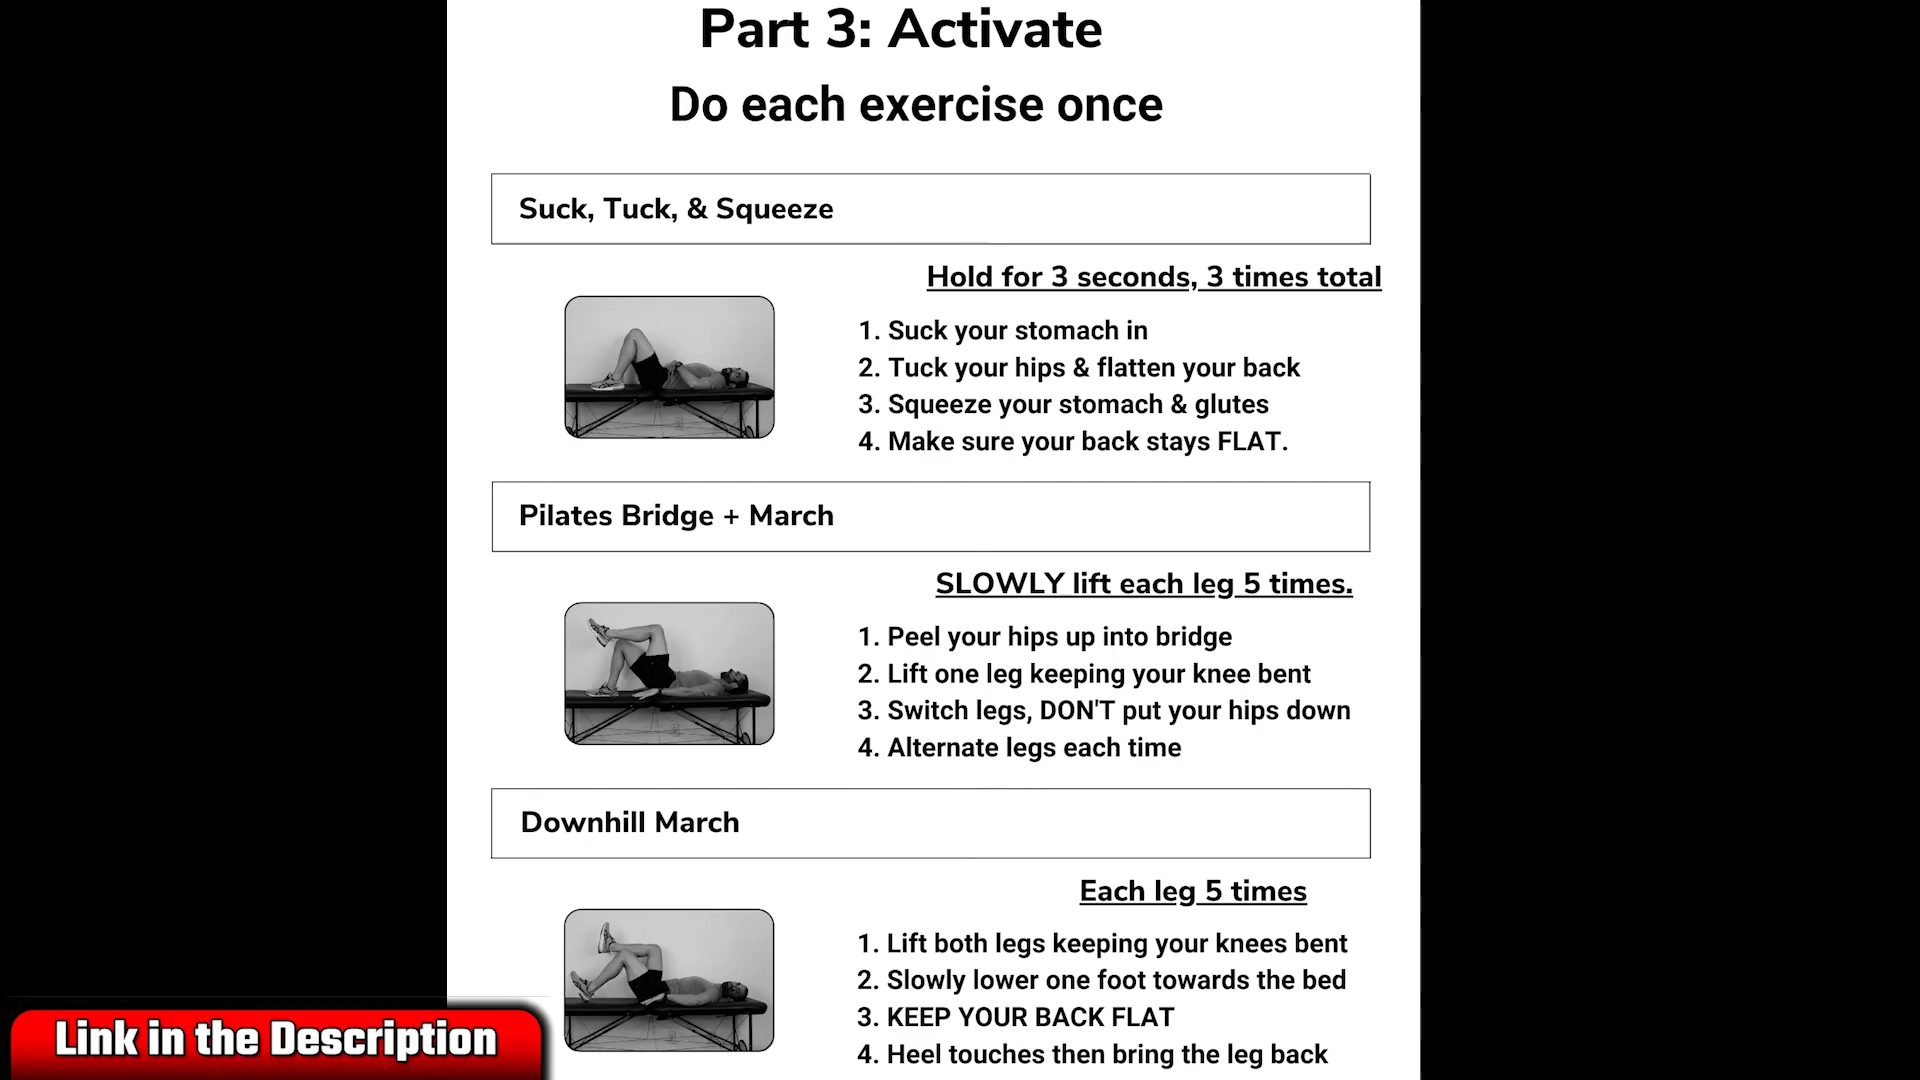 Part 3: Activate
Do each exercise once
Suck, Tuck, & Squeeze
Hold for 3 seconds, 3 times total
1. Suck your stomach in
2. Tuck your hips & flatten your back
3. Squeeze your stomach & glutes
4. Make sure your back stays FLAT.
Pilates Bridge + March
SLOWLY lift each leg 5 times.
1. Peel your hips up into bridge
2. Lift one leg keeping your knee bent
3. Switch legs, DON'T put your hips down
4. Alternate legs each time
Downhill March
Each leg 5 times
1. Lift both legs keeping your knees bent
2. Slowly lower one foot towards the bed
3. KEEP YOUR BACK FLAT
4. Heel touches then bring the leg back
Link in the Description